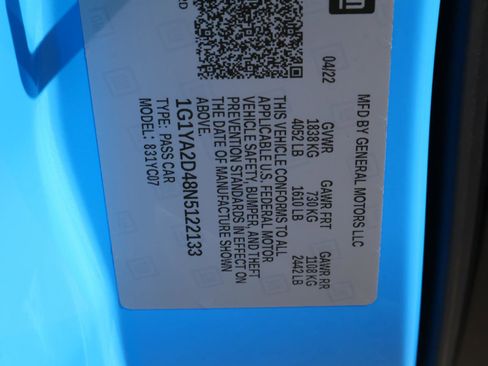 MFD BY GENERAL MOTORS LLC
04/22
GVWR GAWR FRT GAWR RR
1838 KG 730 KG 1108 KG
4052 LB 1610 LB 2442 LB
THIS VEHICLE CONFORMS TO ALL
APPLICABLE U.S. FEDERAL MOTOR
VEHICLE SAFETY, BUMPER, AND THEFT
PREVENTION STANDARDS IN EFFECT ON
THE DATE OF MANUFACTURE SHOWN
ABOVE.
1G1YA2D48N5122133
TYPE: PASS CAR
MODEL: 831YC07